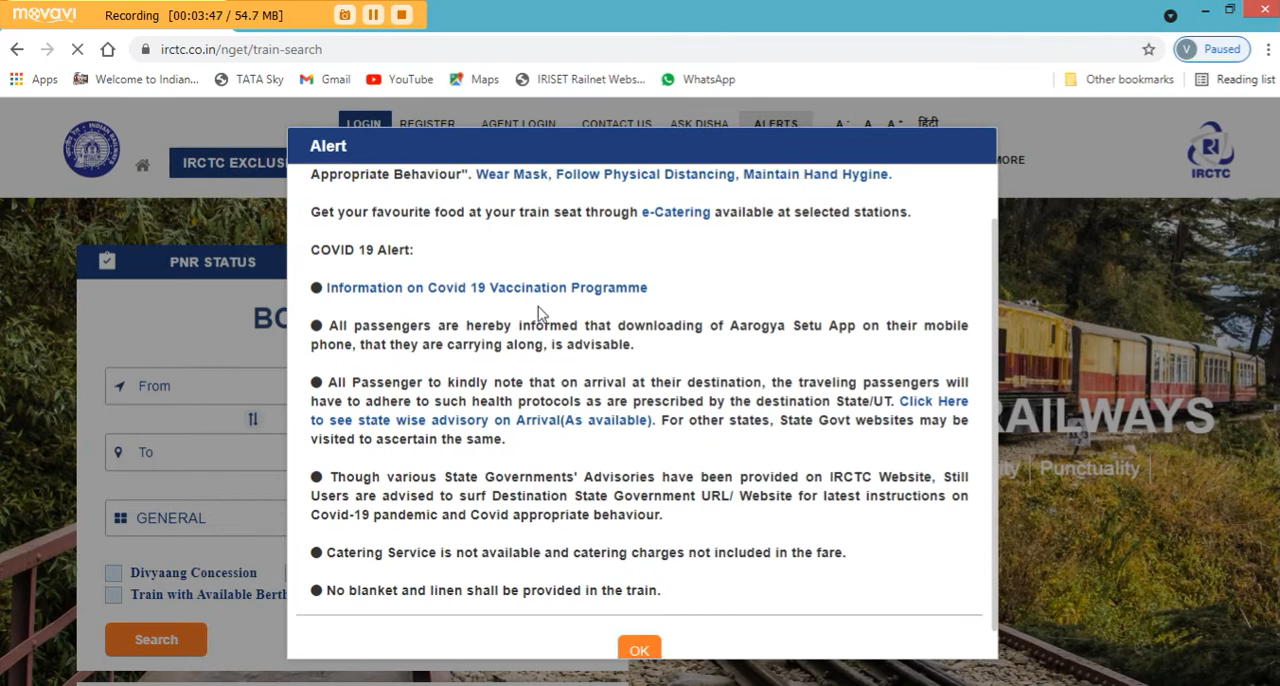 movavi
Recording [00:03:47 / 54.7 MB]
irctc.co.in/nget/train-search
V Paused
Apps
Welcome to Indian...
TATA Sky
Gmail
YouTube
Maps
IRISET Railnet Webs...
WhatsApp
Other bookmarks
Reading list
LOGIN
REGISTER
AGENT LOGIN
CONTACT US
ASK DISHA
ALERTS
A-
A
A+
हिंदी
INDIAN RAILWAYS
IRCTC EXCLUS
MORE
IRCTC
Alert
Appropriate Behaviour". Wear Mask, Follow Physical Distancing, Maintain Hand Hygine.
Get your favourite food at your train seat through e-Catering available at selected stations.
COVID 19 Alert:
● Information on Covid 19 Vaccination Programme
● All passengers are hereby informed that downloading of Aarogya Setu App on their mobile
phone, that they are carrying along, is advisable.
● All Passenger to kindly note that on arrival at their destination, the traveling passengers will
have to adhere to such health protocols as are prescribed by the destination State/UT. Click Here
to see state wise advisory on Arrival(As available). For other states, State Govt websites may be
visited to ascertain the same.
● Though various State Governments' Advisories have been provided on IRCTC Website, Still
Users are advised to surf Destination State Government URL/ Website for latest instructions on
Covid-19 pandemic and Covid appropriate behaviour.
● Catering Service is not available and catering charges not included in the fare.
● No blanket and linen shall be provided in the train.
OK
PNR STATUS
BO
From
To
GENERAL
Divyaang Concession
Train with Available Berth
Search
RAILWAYS
ity | Punctuality |